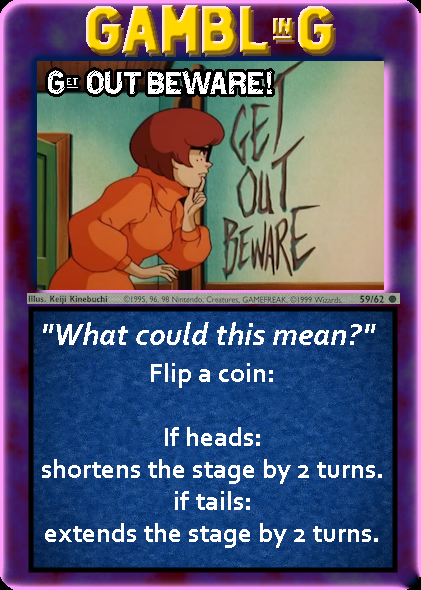 GAMBLinG
Get OUT BEWARE!
GET
OUT
BEWARE
Illus. Keiji Kinebuchi ©1995, 96, 98 Nintendo, Creatures, GAMEFREAK. ©1999 Wizards. 59/62
"What could this mean?"
Flip a coin:
If heads:
shortens the stage by 2 turns.
if tails:
extends the stage by 2 turns.